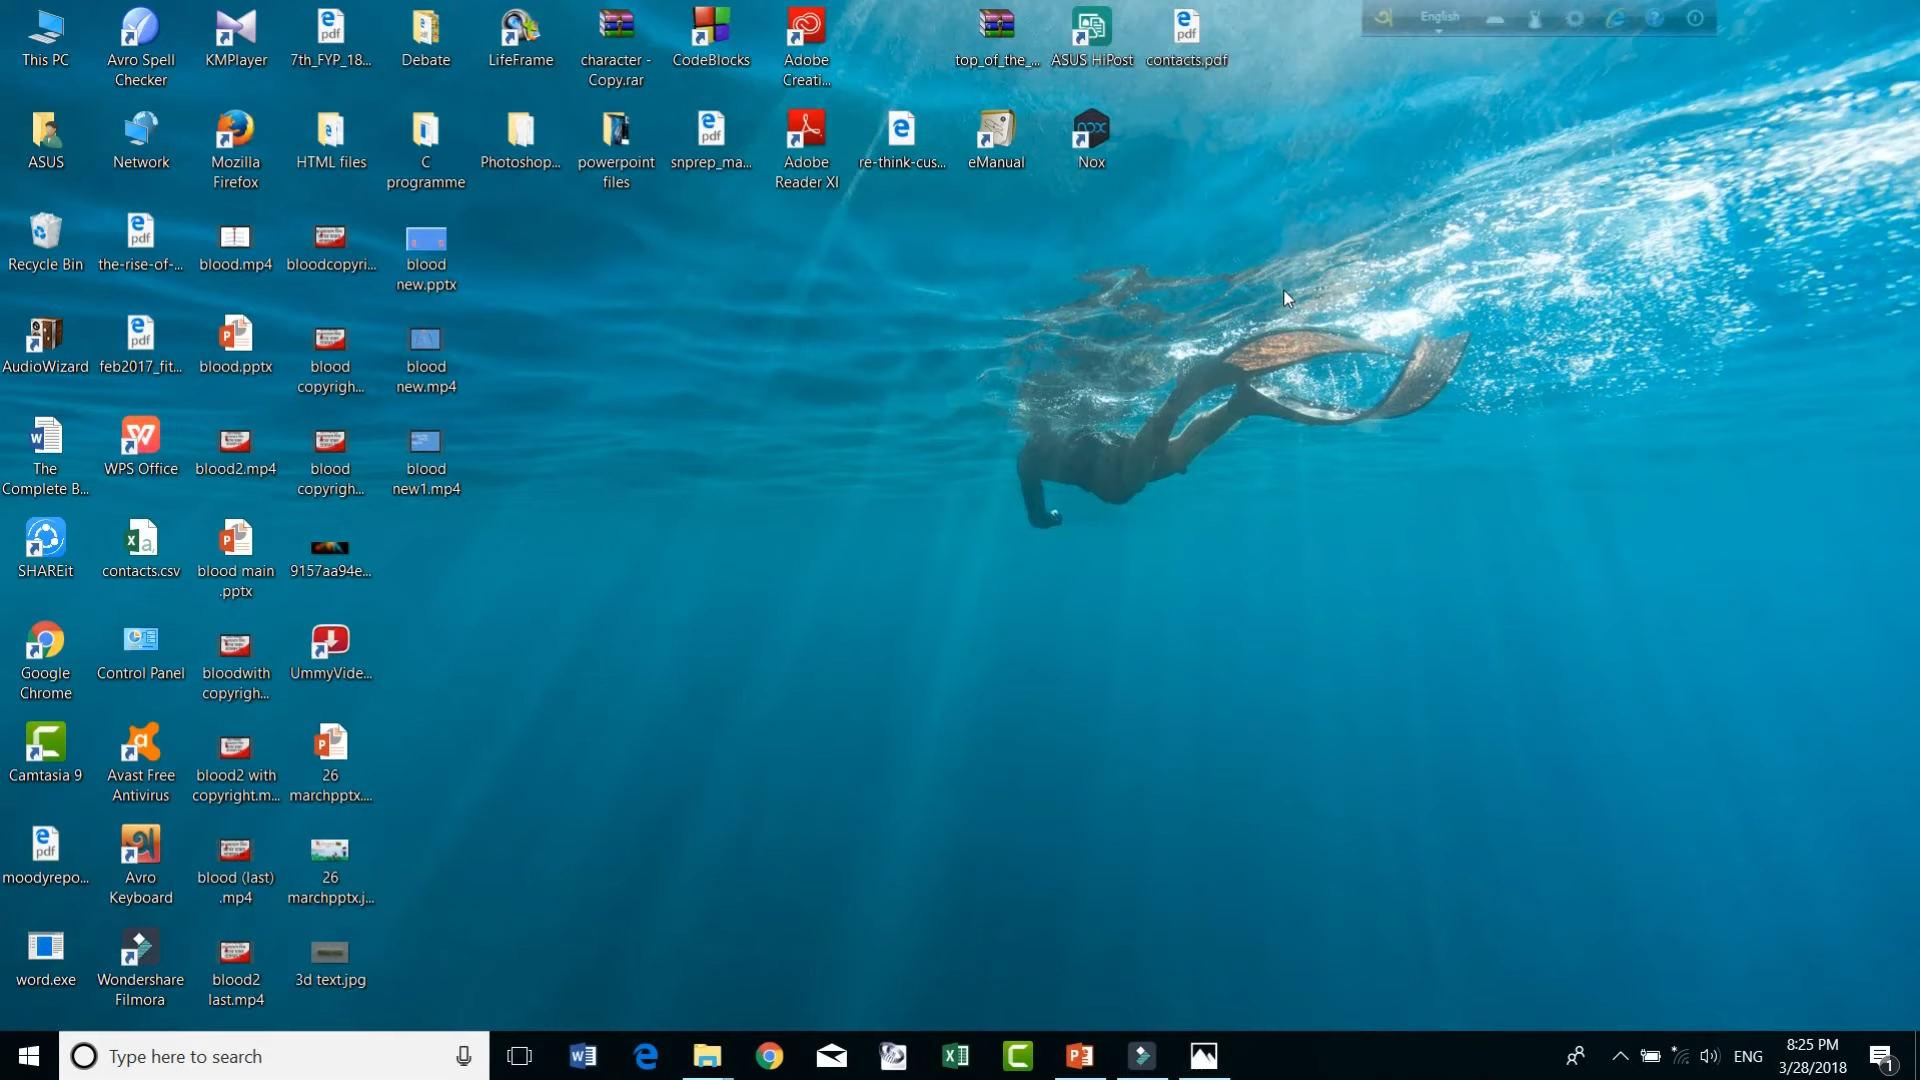 English
This PC
Avro Spell
Checker
KMPlayer
7th_FYP_18...
Debate
LifeFrame
character -
Copy.rar
CodeBlocks
Adobe
Creati...
top_of_the_...
ASUS HiPost
contacts.pdf
ASUS
Network
Mozilla
Firefox
HTML files
C
programme
Photoshop...
powerpoint
files
snprep_ma...
Adobe
Reader XI
re-think-cus...
eManual
Nox
Recycle Bin
the-rise-of-...
blood.mp4
bloodcopyri...
blood
new.pptx
AudioWizard
feb2017_fit...
blood.pptx
blood
copyrigh...
blood
new.mp4
The
Complete B...
WPS Office
blood2.mp4
blood
copyrigh...
blood
new1.mp4
SHAREit
contacts.csv
blood main
.pptx
9157aa94e...
Google
Chrome
Control Panel
bloodwith
copyrigh...
UmmyVide...
Camtasia 9
Avast Free
Antivirus
blood2 with
copyright.m...
26
marchpptx....
moodyrepo...
Avro
Keyboard
blood (last)
.mp4
26
marchpptx.j...
word.exe
Wondershare
Filmora
blood2
last.mp4
3d text.jpg
Type here to search
ENG
8:25 PM
3/28/2018
1